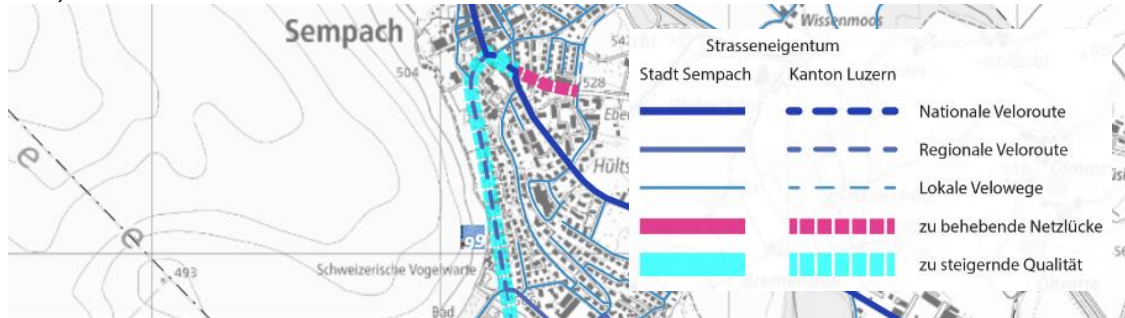 Sempach
504
528
Hülts
99
493
Schweizerische Vogelwarte
Bad
Wissenmoos
Strasseneigentum
Stadt Sempach Kanton Luzern
Nationale Veloroute
Regionale Veloroute
Lokale Velowege
zu behebende Netzlücke
zu steigernde Qualität